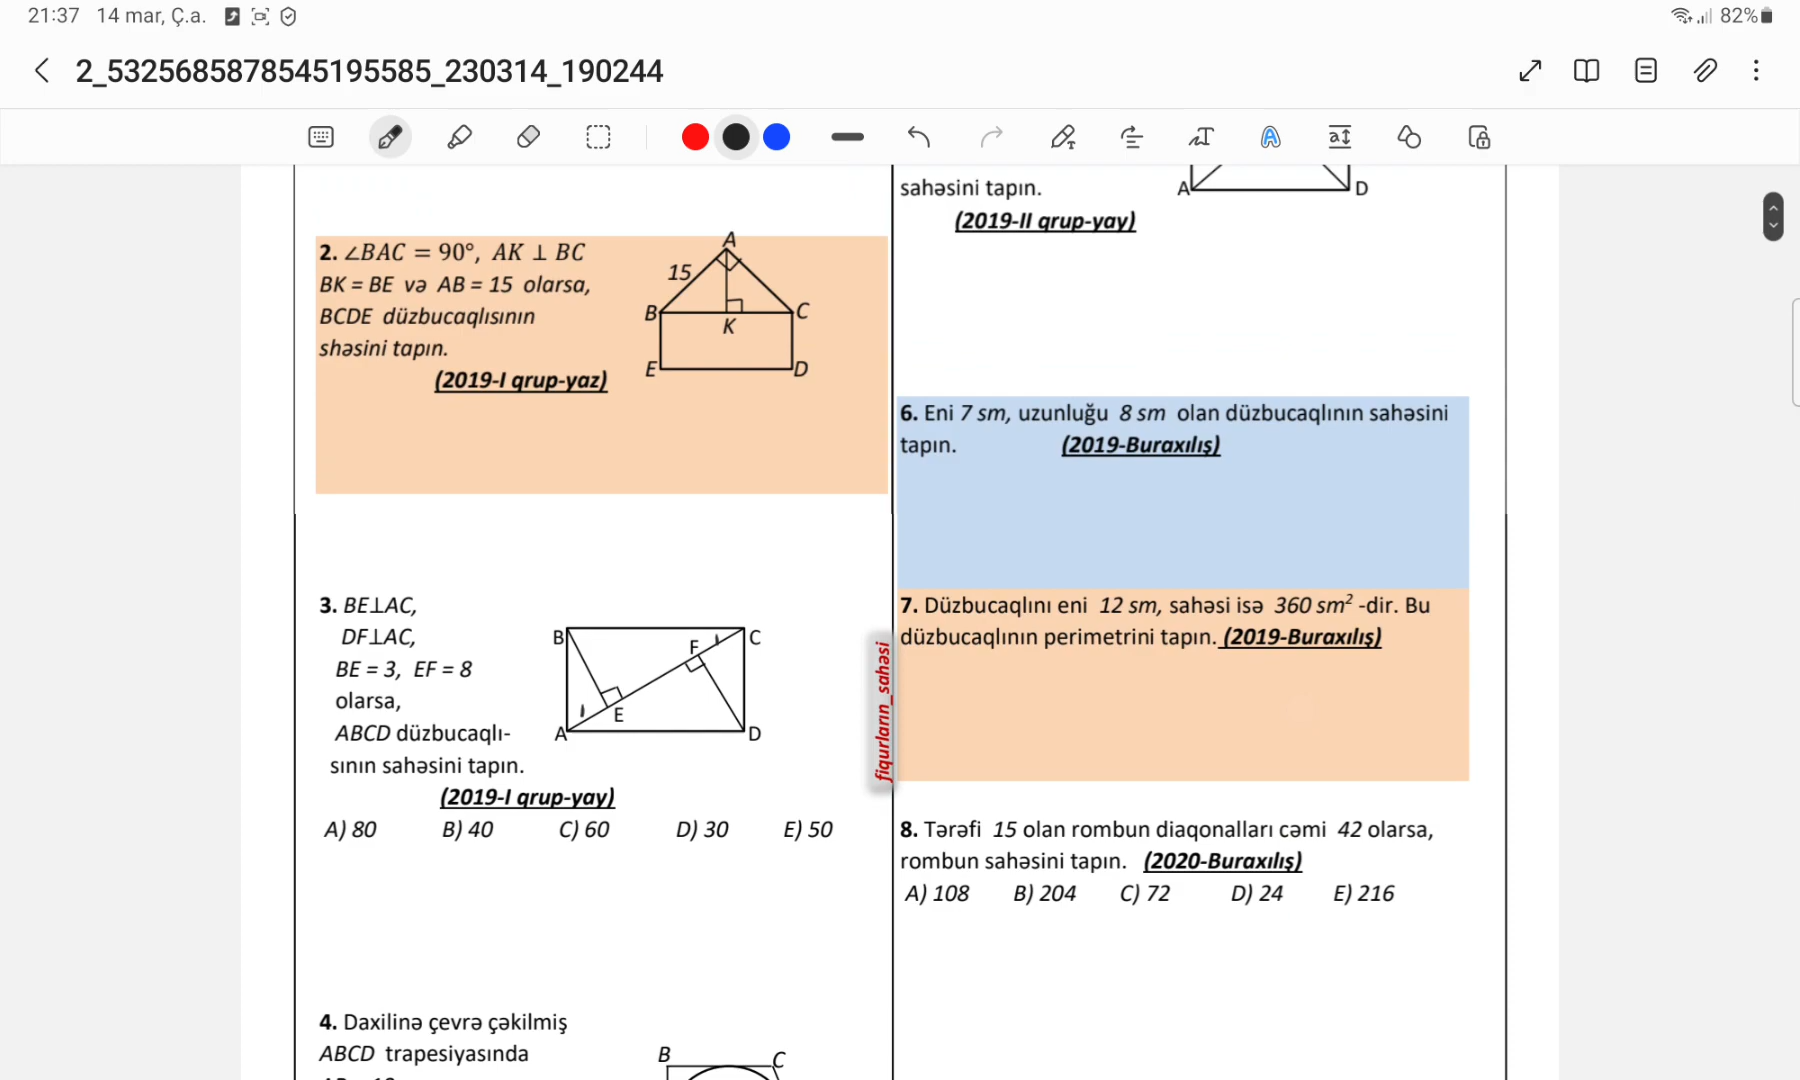 21:37 14 mar, Ç.a.
82%
2_5325685878545195585_230314_190244
2. ∠BAC = 90°, AK ⊥ BC
BK = BE və AB = 15 olarsa,
BCDE düzbucaqlısının
shəsini tapın.
(2019-I qrup-yaz)
A
15
B
C
K
E
D
3. BE⊥AC,
DF⊥AC,
BE = 3, EF = 8
olarsa,
ABCD düzbucaqlı-
sının sahəsini tapın.
(2019-I qrup-yay)
B
C
F
E
A
D
A) 80 B) 40 C) 60 D) 30 E) 50
4. Daxilinə çevrə çəkilmiş
ABCD trapesiyasında
B
C
fiqurların_sahəsi
sahəsini tapın.
(2019-II qrup-yay)
A
D
6. Eni 7 sm, uzunluğu 8 sm olan düzbucaqlının sahəsini
tapın. (2019-Buraxılış)
7. Düzbucaqlını eni 12 sm, sahəsi isə 360 sm² -dir. Bu
düzbucaqlının perimetrini tapın. (2019-Buraxılış)
8. Tərəfi 15 olan rombun diaqonalları cəmi 42 olarsa,
rombun sahəsini tapın. (2020-Buraxılış)
A) 108 B) 204 C) 72 D) 24 E) 216